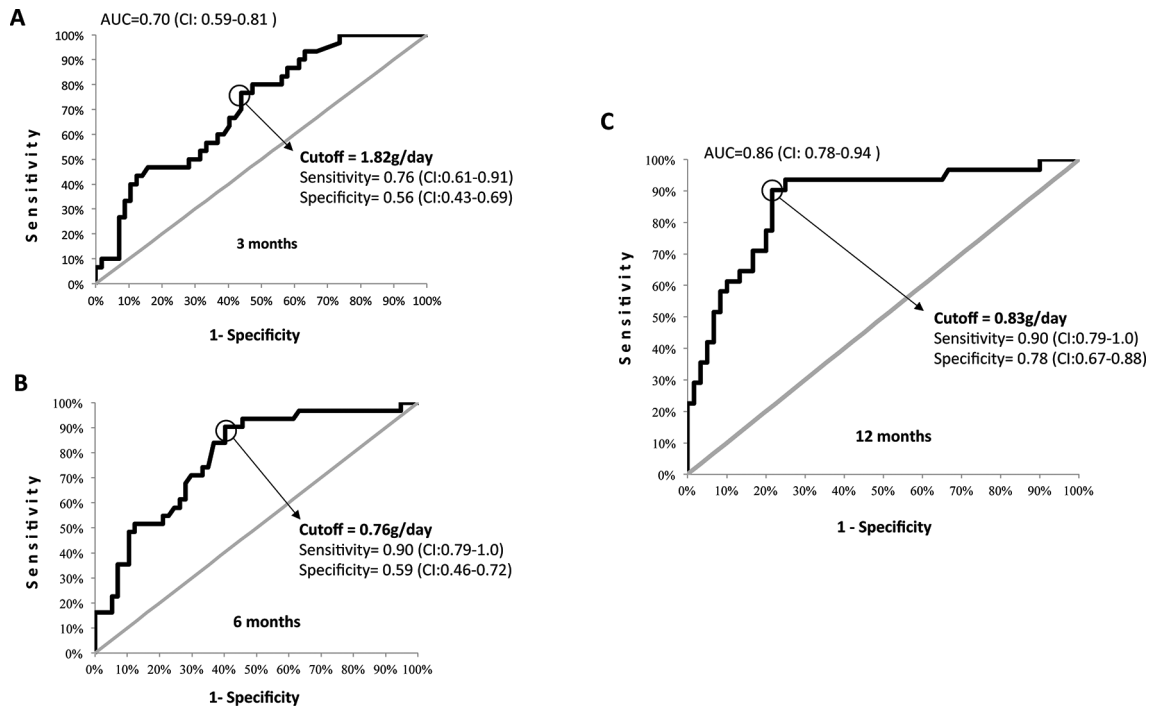 A
AUC=0.70 (CI: 0.59-0.81 )
100%
90%
80%
70%
60%
50%
40%
30%
20%
10%
0%
Sensitivity
Cutoff = 1.82g/day
Sensitivity= 0.76 (CI:0.61-0.91)
Specificity= 0.56 (CI:0.43-0.69)
3 months
0% 10% 20% 30% 40% 50% 60% 70% 80% 90% 100%
1- Specificity
B
100%
90%
80%
70%
60%
50%
40%
30%
20%
10%
0%
Sensitivity
Cutoff = 0.76g/day
Sensitivity= 0.90 (CI:0.79-1.0)
Specificity= 0.59 (CI:0.46-0.72)
6 months
0% 10% 20% 30% 40% 50% 60% 70% 80% 90% 100%
1- Specificity
C
AUC=0.86 (CI: 0.78-0.94 )
100%
90%
80%
70%
60%
50%
40%
30%
20%
10%
0%
Sensitivity
Cutoff = 0.83g/day
Sensitivity= 0.90 (CI:0.79-1.0)
Specificity= 0.78 (CI:0.67-0.88)
12 months
0% 10% 20% 30% 40% 50% 60% 70% 80% 90% 100%
1 - Specificity